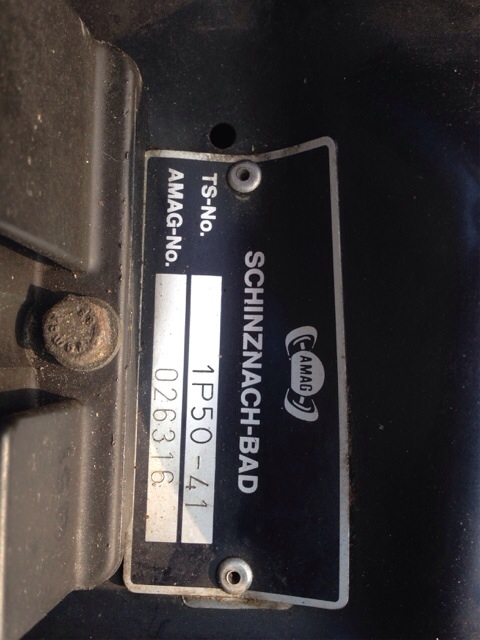 AMAG
SCHINZNACH-BAD
TS-No. 1P50-41
AMAG-No. 026316